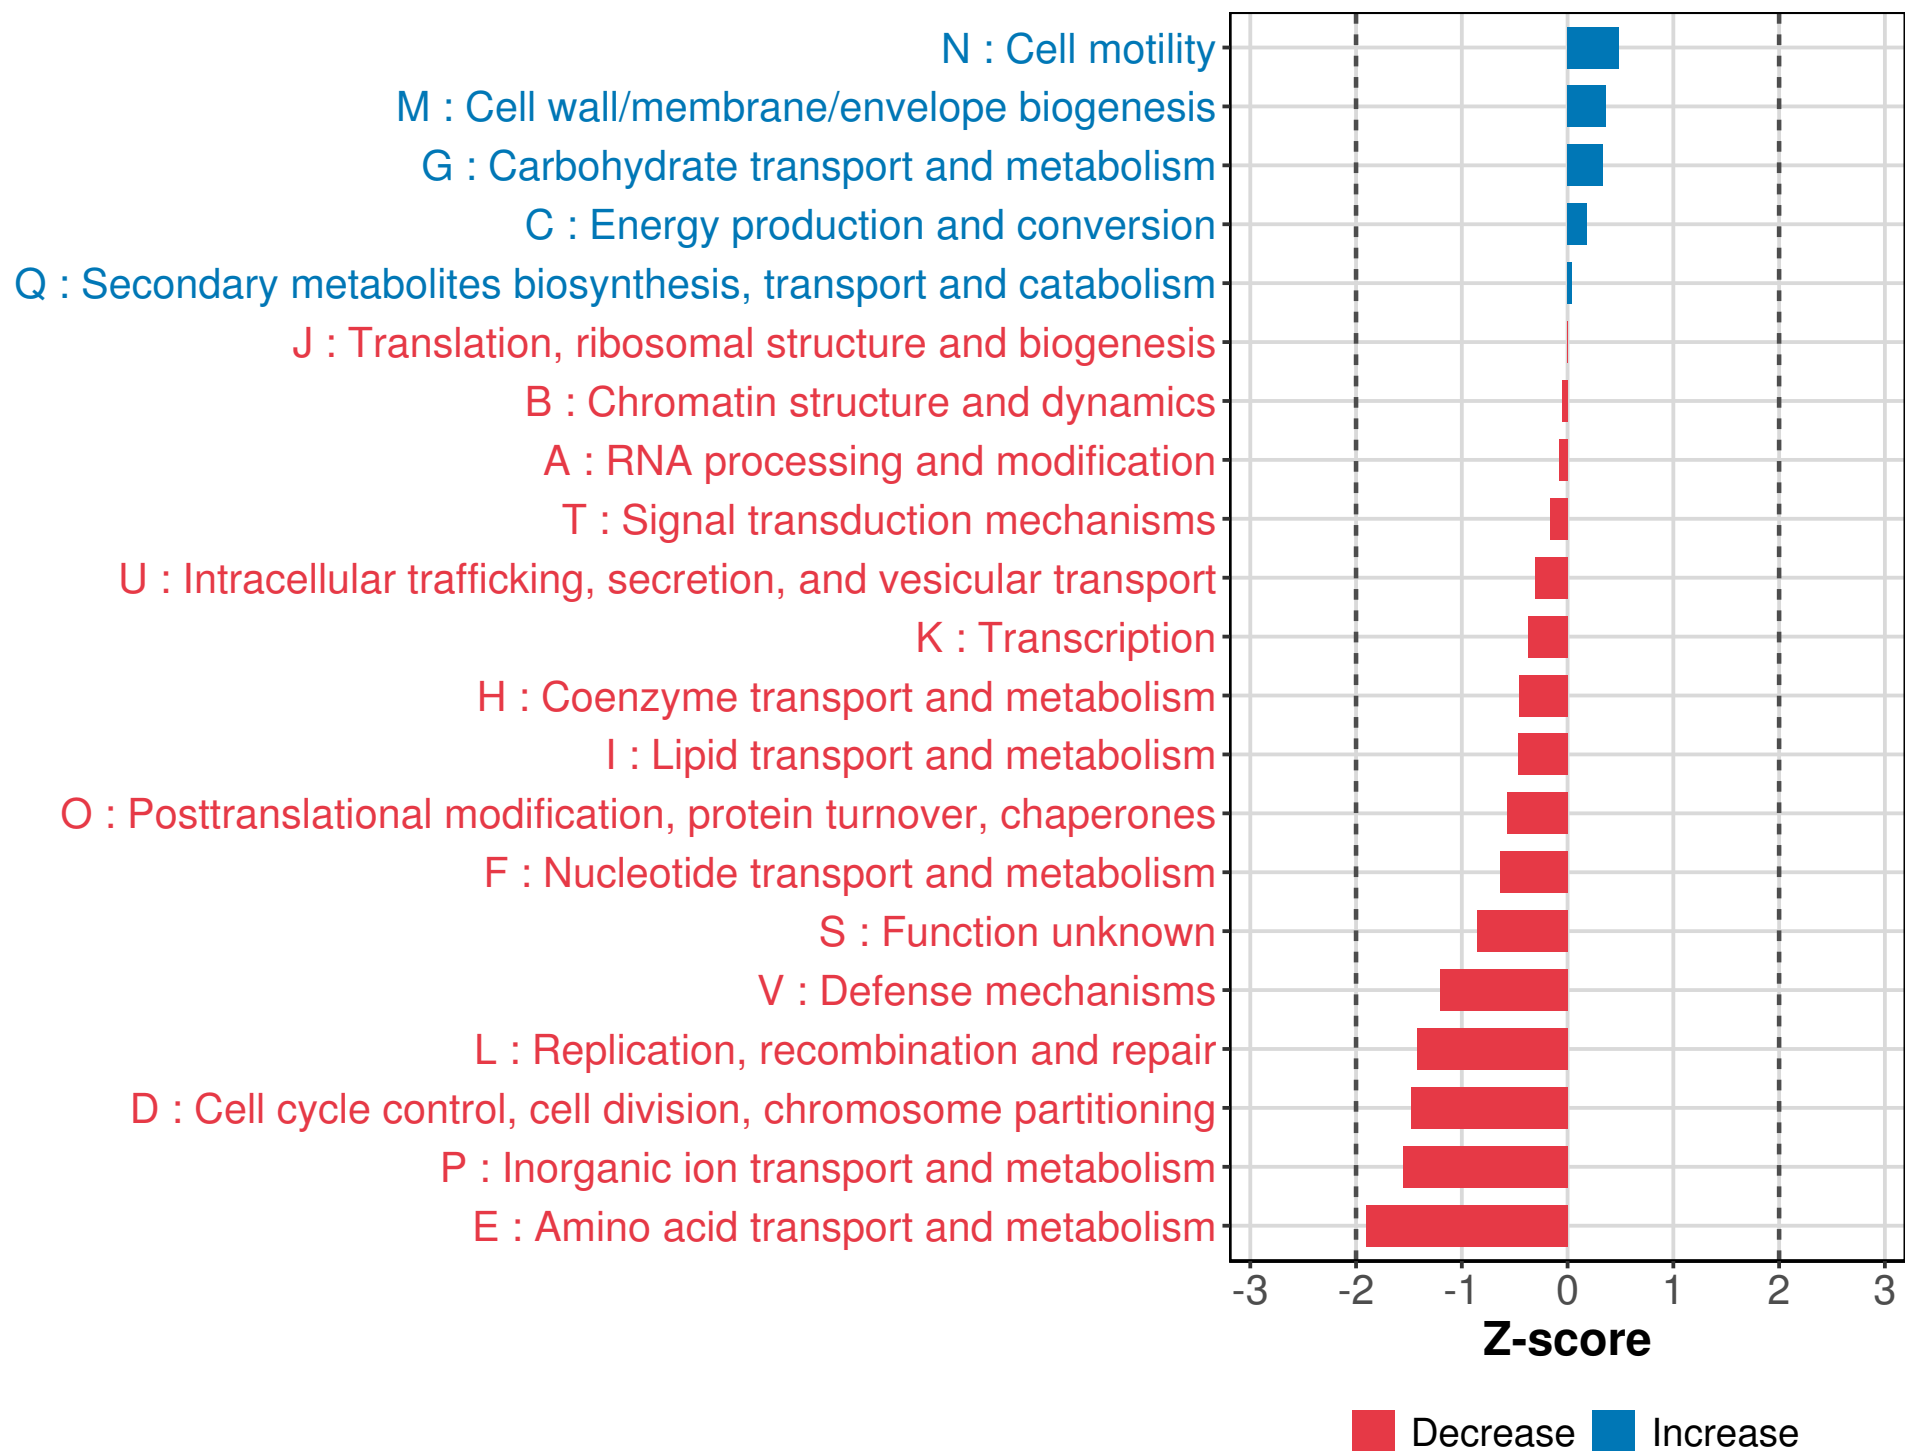 N : Cell motility
M : Cell wall/membrane/envelope biogenesis
G : Carbohydrate transport and metabolism
C : Energy production and conversion
Q : Secondary metabolites biosynthesis, transport and catabolism
J : Translation, ribosomal structure and biogenesis
B : Chromatin structure and dynamics
A : RNA processing and modification
T : Signal transduction mechanisms
U : Intracellular trafficking, secretion, and vesicular transport
K : Transcription
H : Coenzyme transport and metabolism
I : Lipid transport and metabolism
O : Posttranslational modification, protein turnover, chaperones
F : Nucleotide transport and metabolism
S : Function unknown
V : Defense mechanisms
L : Replication, recombination and repair
D : Cell cycle control, cell division, chromosome partitioning
P : Inorganic ion transport and metabolism
E : Amino acid transport and metabolism
-3 -2 -1 0 1 2 3
Z-score
Decrease Increase